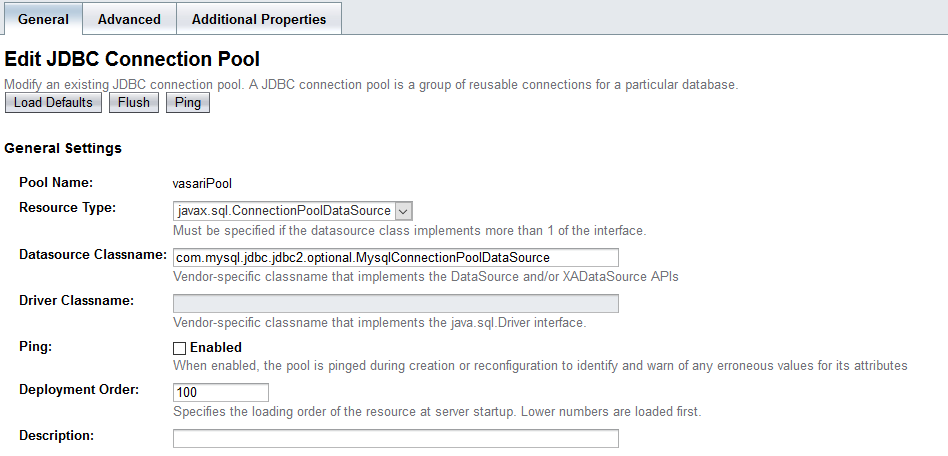 General Advanced Additional Properties
Edit JDBC Connection Pool
Modify an existing JDBC connection pool. A JDBC connection pool is a group of reusable connections for a particular database.
Load Defaults Flush Ping
General Settings
Pool Name: vasariPool
Resource Type: javax.sql.ConnectionPoolDataSource
Must be specified if the datasource class implements more than 1 of the interface.
Datasource Classname: com.mysql.jdbc.jdbc2.optional.MysqlConnectionPoolDataSource
Vendor-specific classname that implements the DataSource and/or XADataSource APIs
Driver Classname:
Vendor-specific classname that implements the java.sql.Driver interface.
Ping: Enabled
When enabled, the pool is pinged during creation or reconfiguration to identify and warn of any erroneous values for its attributes
Deployment Order: 100
Specifies the loading order of the resource at server startup. Lower numbers are loaded first.
Description: